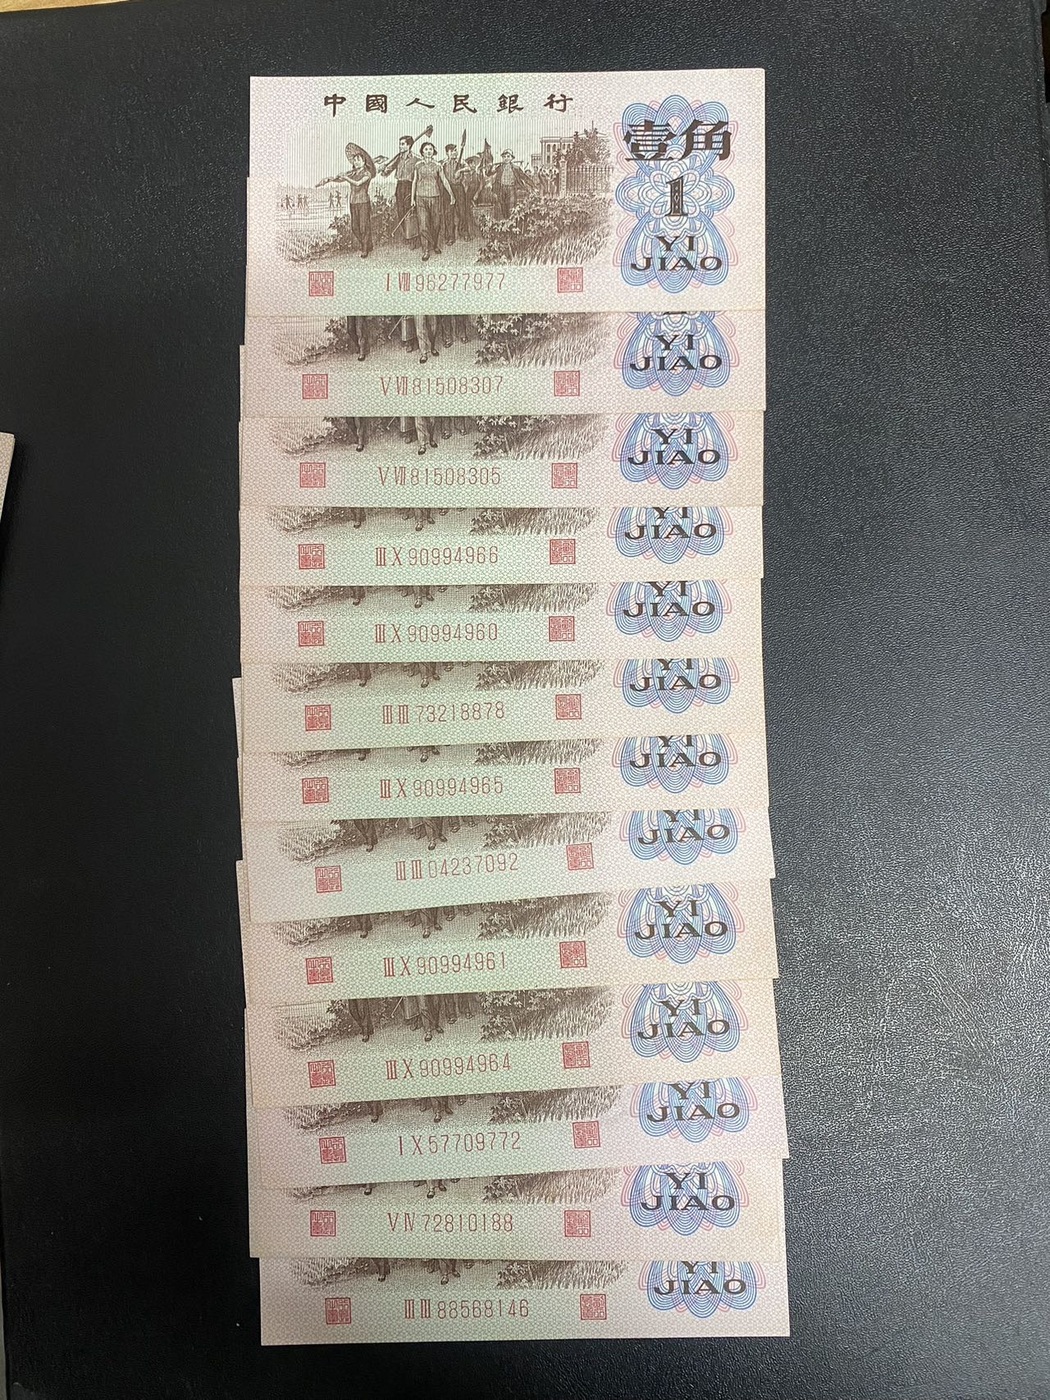 中國人民銀行
壹角
1
YI
JIAO
Ⅰ Ⅷ 96277977
YI
JIAO
Ⅴ Ⅶ 81508307
YI
JIAO
Ⅴ Ⅶ 81508305
YI
JIAO
Ⅲ Ⅹ 90994966
YI
JIAO
Ⅲ Ⅹ 90994960
YI
JIAO
Ⅲ Ⅲ 73218878
YI
JIAO
Ⅲ Ⅹ 90994965
YI
JIAO
Ⅲ Ⅲ 04237092
YI
JIAO
Ⅲ Ⅹ 90994961
YI
JIAO
Ⅲ Ⅹ 90994964
YI
JIAO
Ⅰ Ⅹ 57709772
YI
JIAO
Ⅴ Ⅳ 72810188
YI
JIAO
Ⅲ Ⅲ 88568146